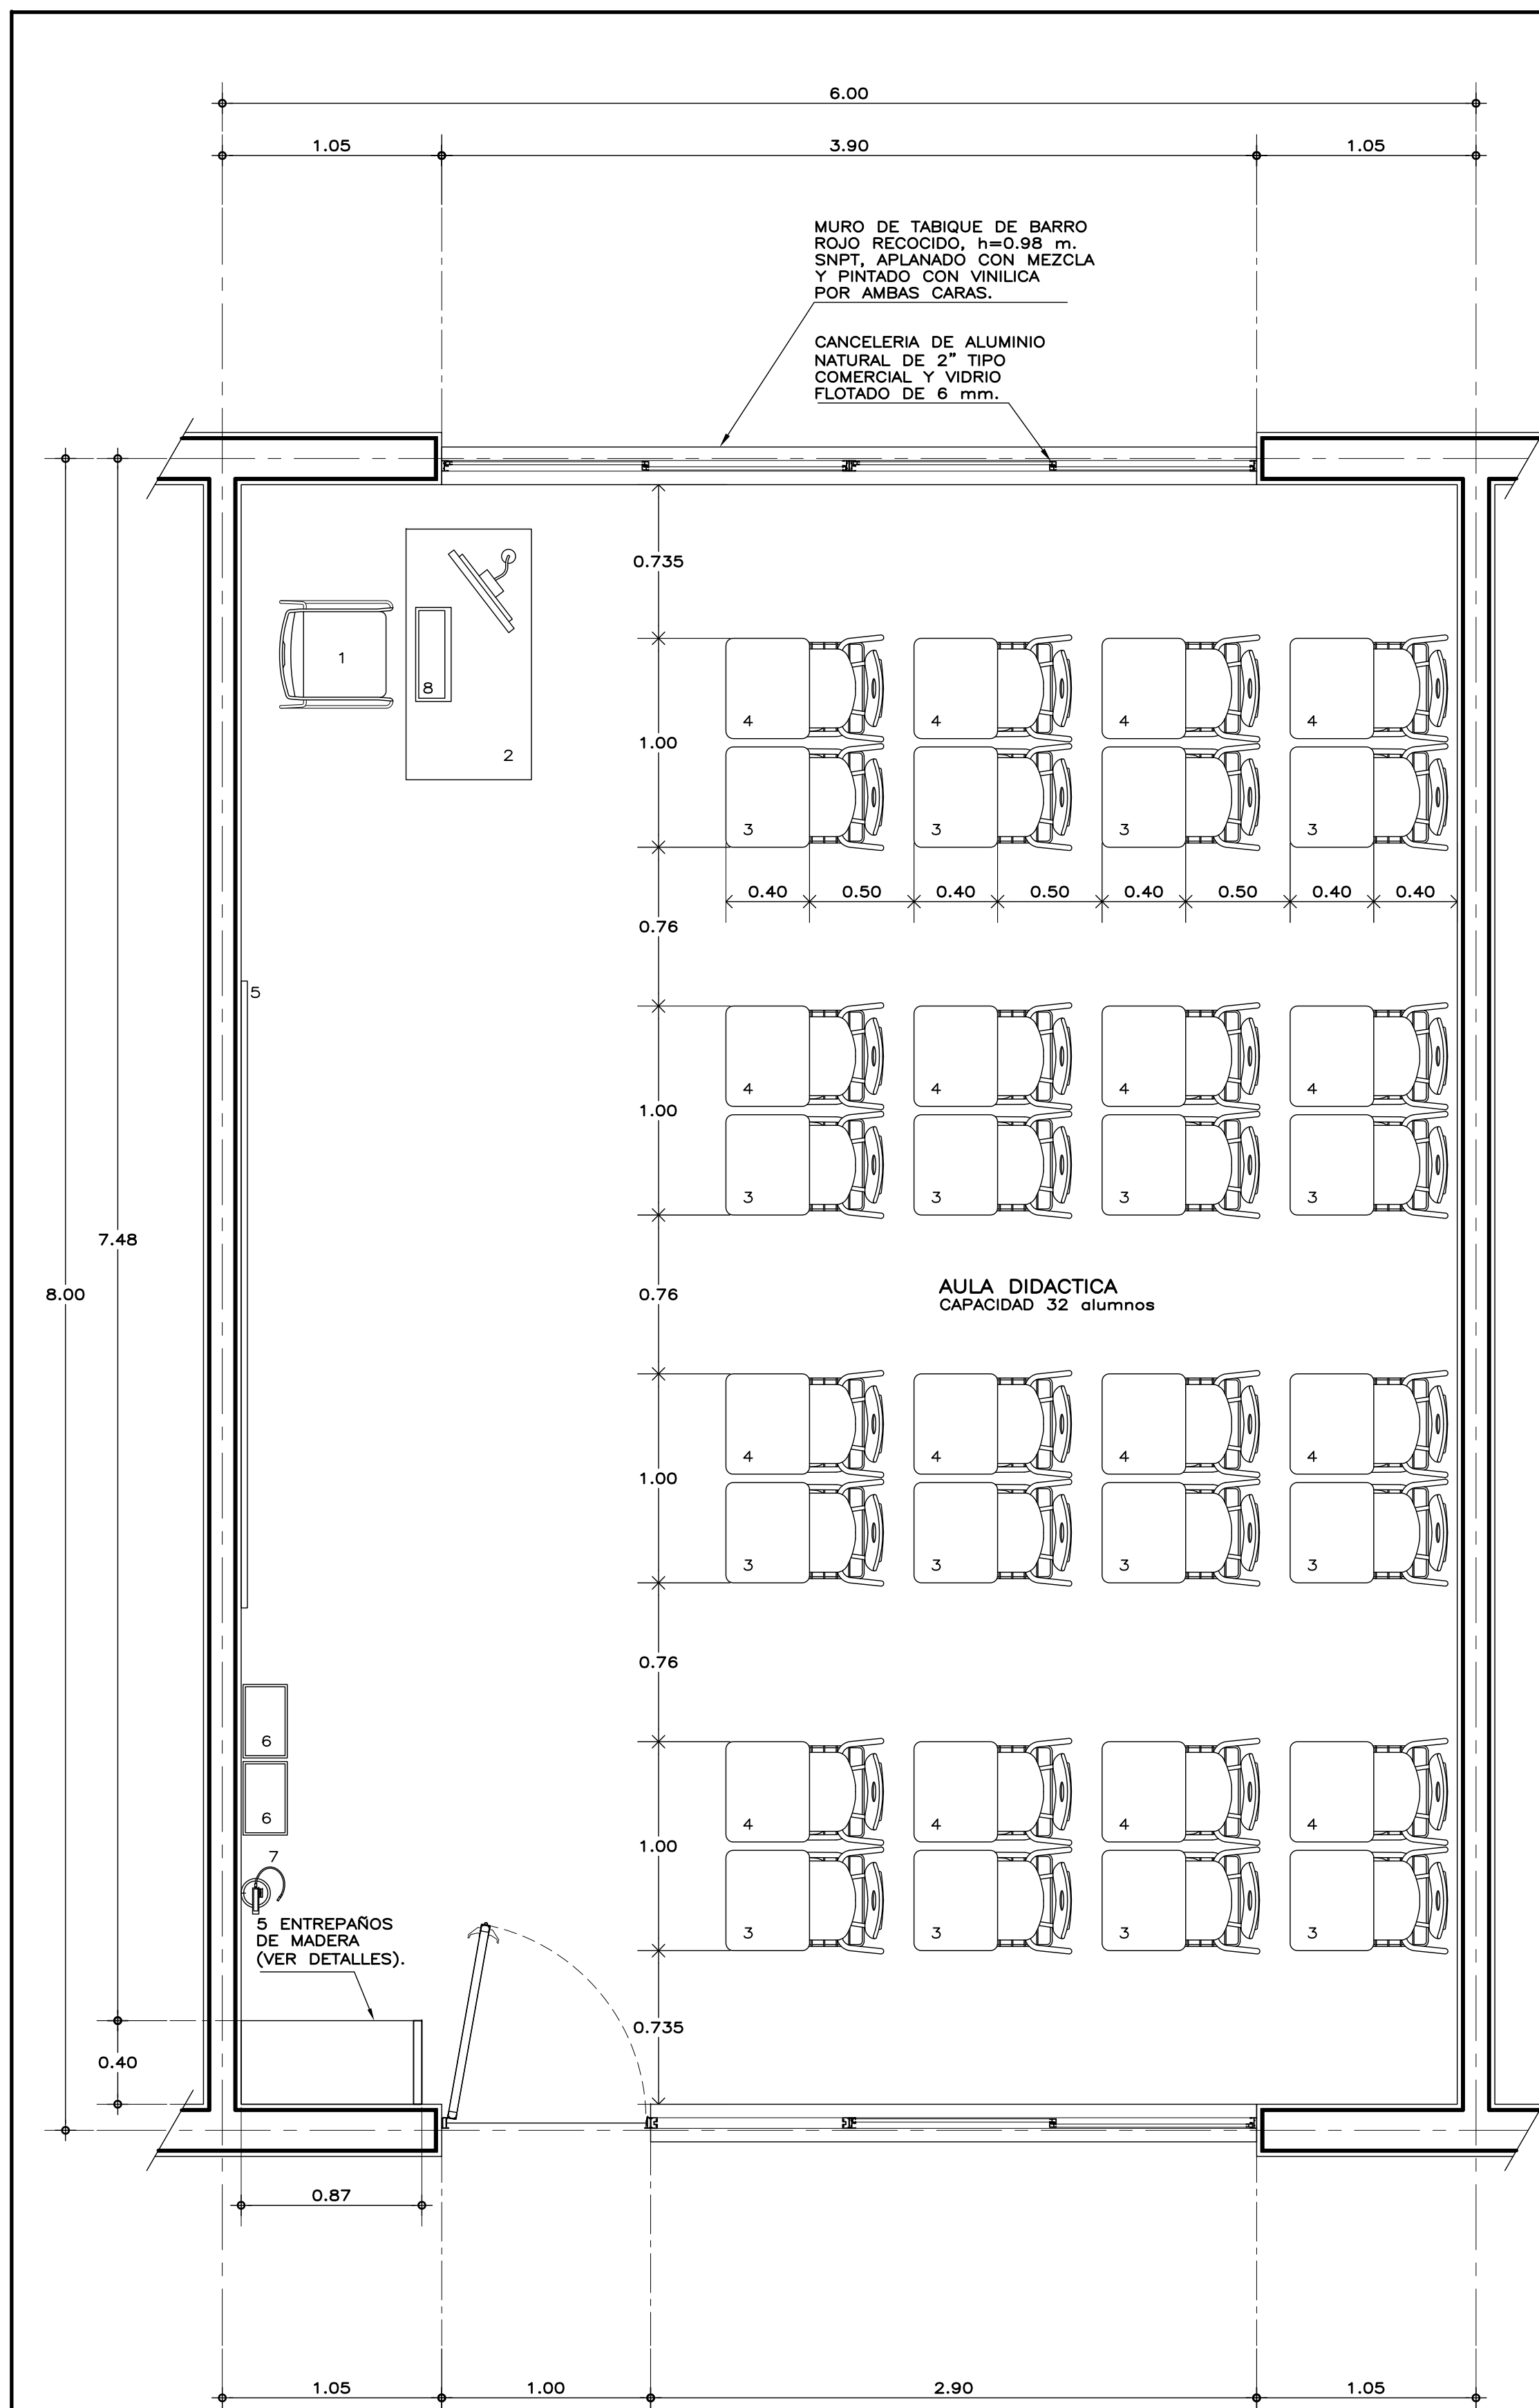 6.00
1.05
3.90
1.05
MURO DE TABIQUE DE BARRO
ROJO RECOCIDO, h=0.98 m.
SNPT, APLANADO CON MEZCLA
Y PINTADO CON VINILICA
POR AMBAS CARAS.
CANCELERIA DE ALUMINIO
NATURAL DE 2" TIPO
COMERCIAL Y VIDRIO
FLOTADO DE 6 mm.
0.735
1
8
2
4 4 4 4
1.00
3 3 3 3
0.40 0.50 0.40 0.50 0.40 0.50 0.40 0.40
0.76
5
4 4 4 4
1.00
3 3 3 3
7.48
8.00
0.76
AULA DIDACTICA
CAPACIDAD 32 alumnos
4 4 4 4
1.00
3 3 3 3
0.76
6
6
4 4 4 4
1.00
7
3 3 3 3
5 ENTREPAÑOS
DE MADERA
(VER DETALLES).
0.735
0.40
0.87
1.05
1.00
2.90
1.05